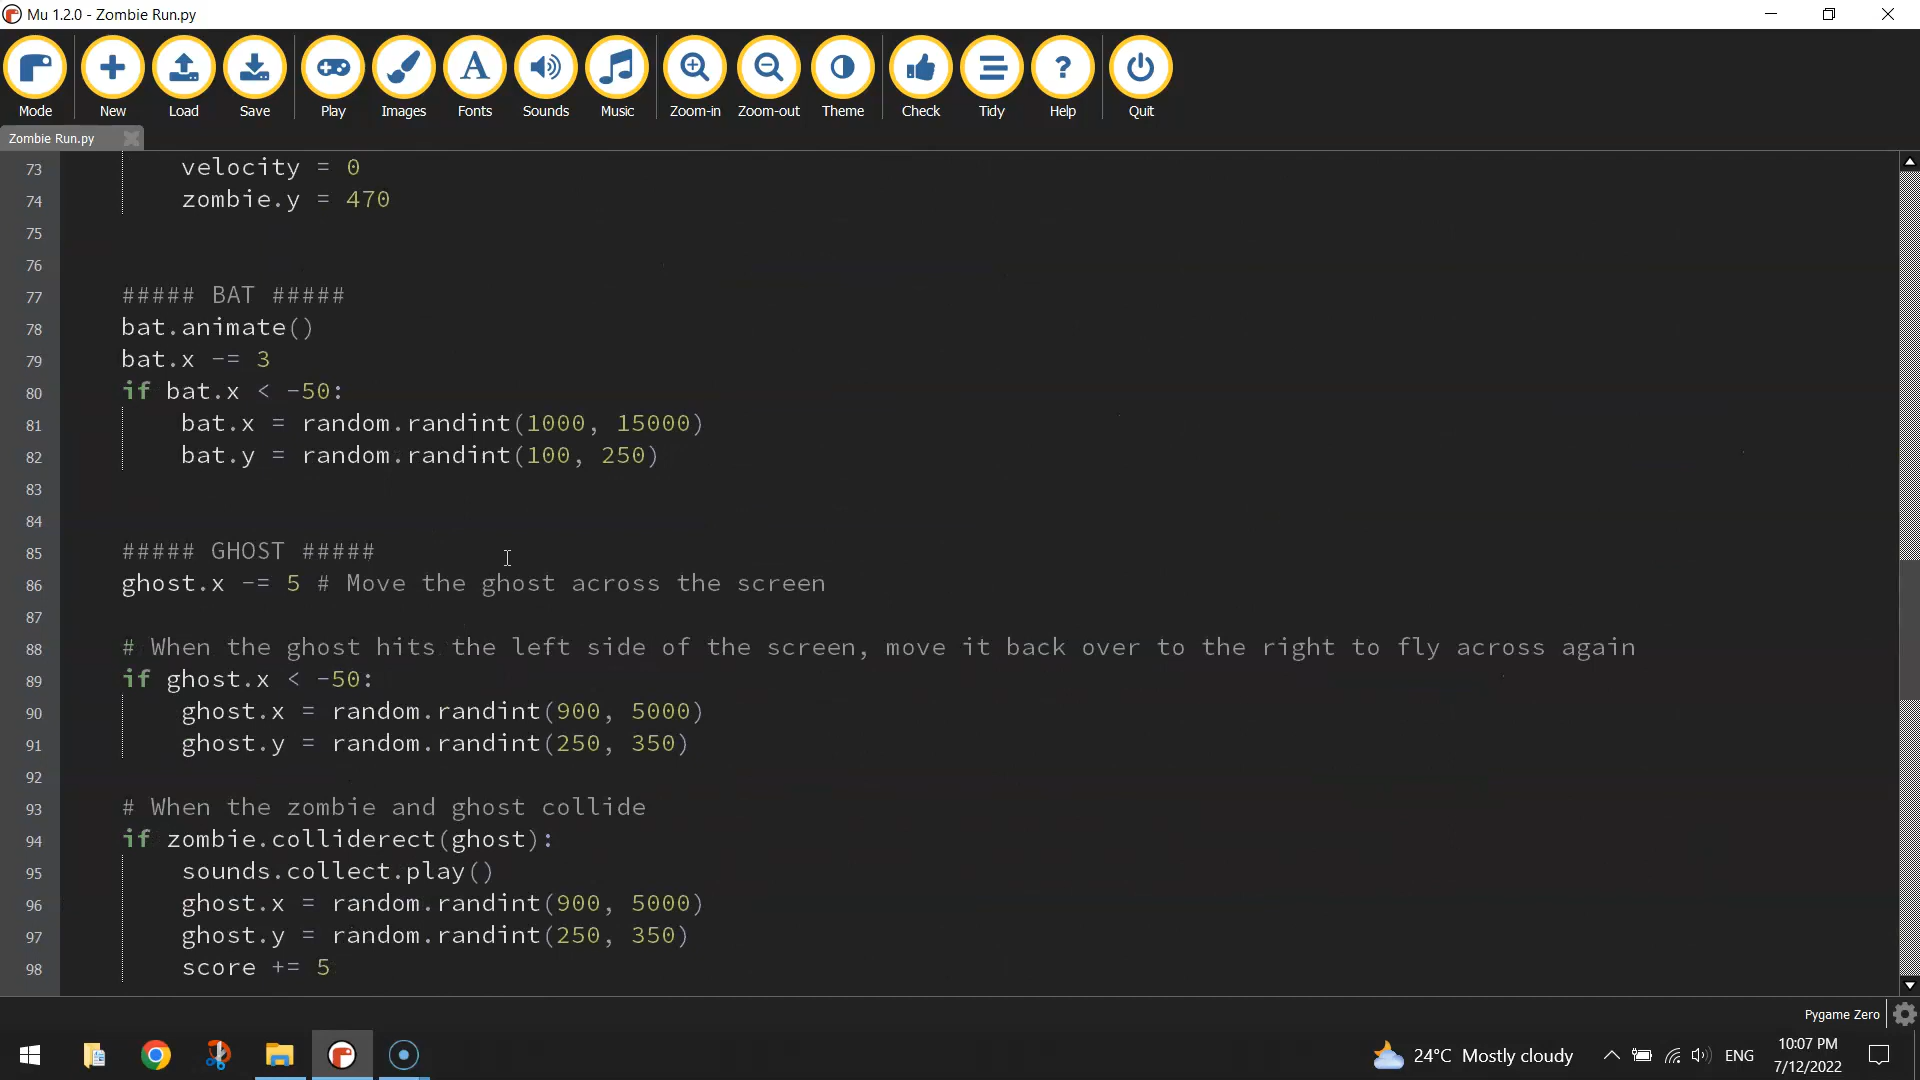 Mu 1.2.0 - Zombie Run.py
Mode New Load Save Play Images Fonts Sounds Music Zoom-in Zoom-out Theme Check Tidy Help Quit
Zombie Run.py
73 velocity = 0
74 zombie.y = 470
75
76
77 ##### BAT #####
78 bat.animate()
79 bat.x -= 3
80 if bat.x < -50:
81 bat.x = random.randint(1000, 15000)
82 bat.y = random.randint(100, 250)
83
84
85 ##### GHOST #####
86 ghost.x -= 5 # Move the ghost across the screen
87
88 # When the ghost hits the left side of the screen, move it back over to the right to fly across again
89 if ghost.x < -50:
90 ghost.x = random.randint(900, 5000)
91 ghost.y = random.randint(250, 350)
92
93 # When the zombie and ghost collide
94 if zombie.colliderect(ghost):
95 sounds.collect.play()
96 ghost.x = random.randint(900, 5000)
97 ghost.y = random.randint(250, 350)
98 score += 5
Pygame Zero
24°C Mostly cloudy ENG
10:07 PM
7/12/2022